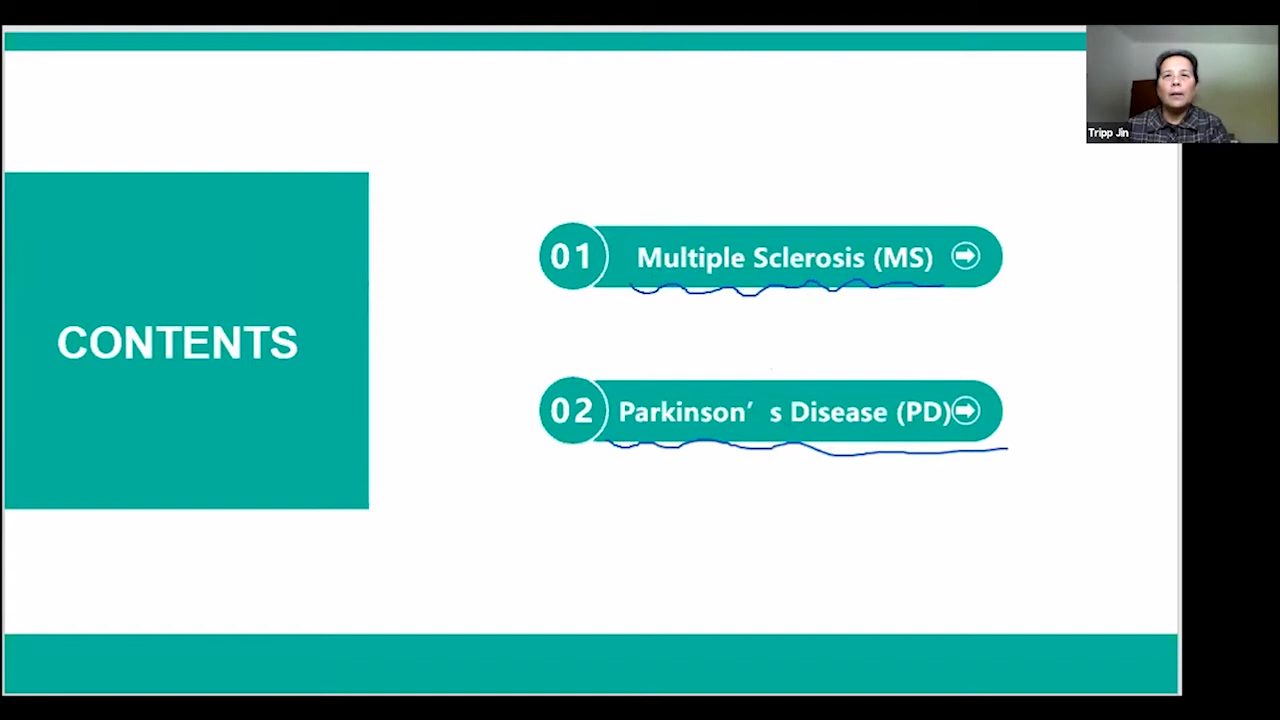 Tripp Jin
CONTENTS
01 Multiple Sclerosis (MS)
02 Parkinson’ s Disease (PD)